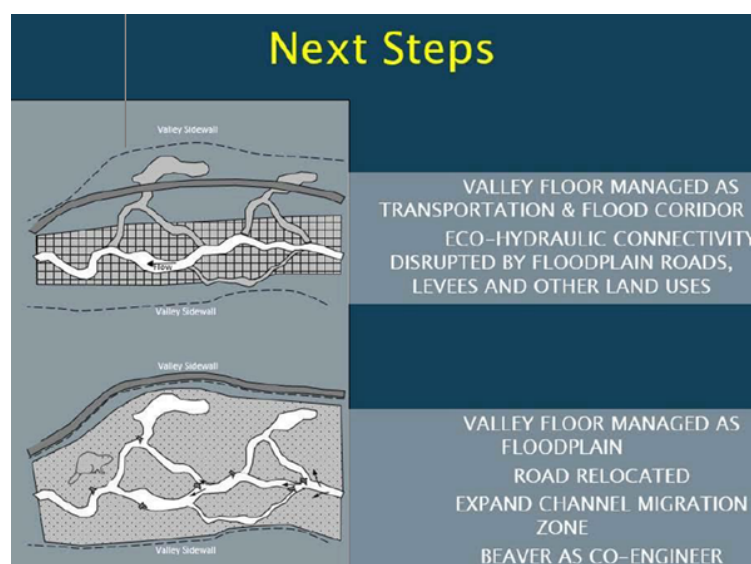 Next Steps
Valley Sidewall
Flow
Valley Sidewall
VALLEY FLOOR MANAGED AS
TRANSPORTATION & FLOOD CORIDOR
ECO-HYDRAULIC CONNECTIVITY
DISRUPTED BY FLOODPLAIN ROADS,
LEVEES AND OTHER LAND USES
Valley Sidewall
Valley Sidewall
VALLEY FLOOR MANAGED AS
FLOODPLAIN
ROAD RELOCATED
EXPAND CHANNEL MIGRATION
ZONE
BEAVER AS CO-ENGINEER